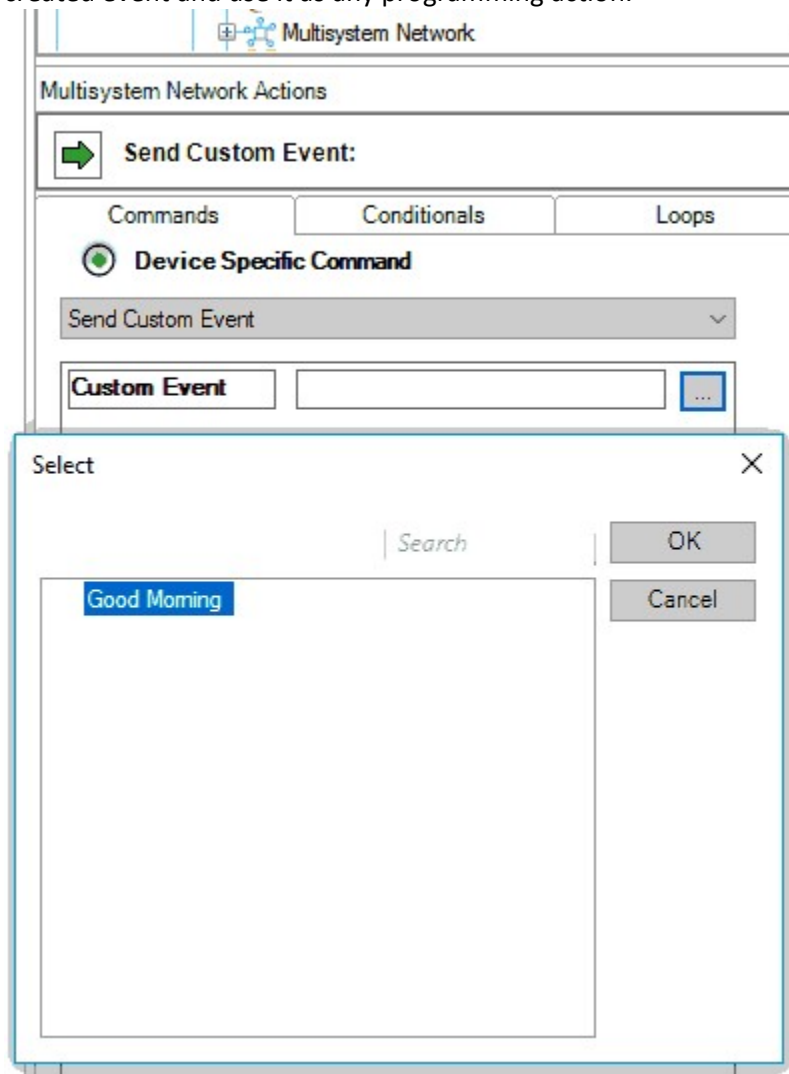 created event and use it as any programming action.
Multisystem Network
Multisystem Network Actions
Send Custom Event:
Commands Conditionals Loops
Device Specific Command
Send Custom Event
Custom Event ...
Select
Search OK
Good Morning Cancel